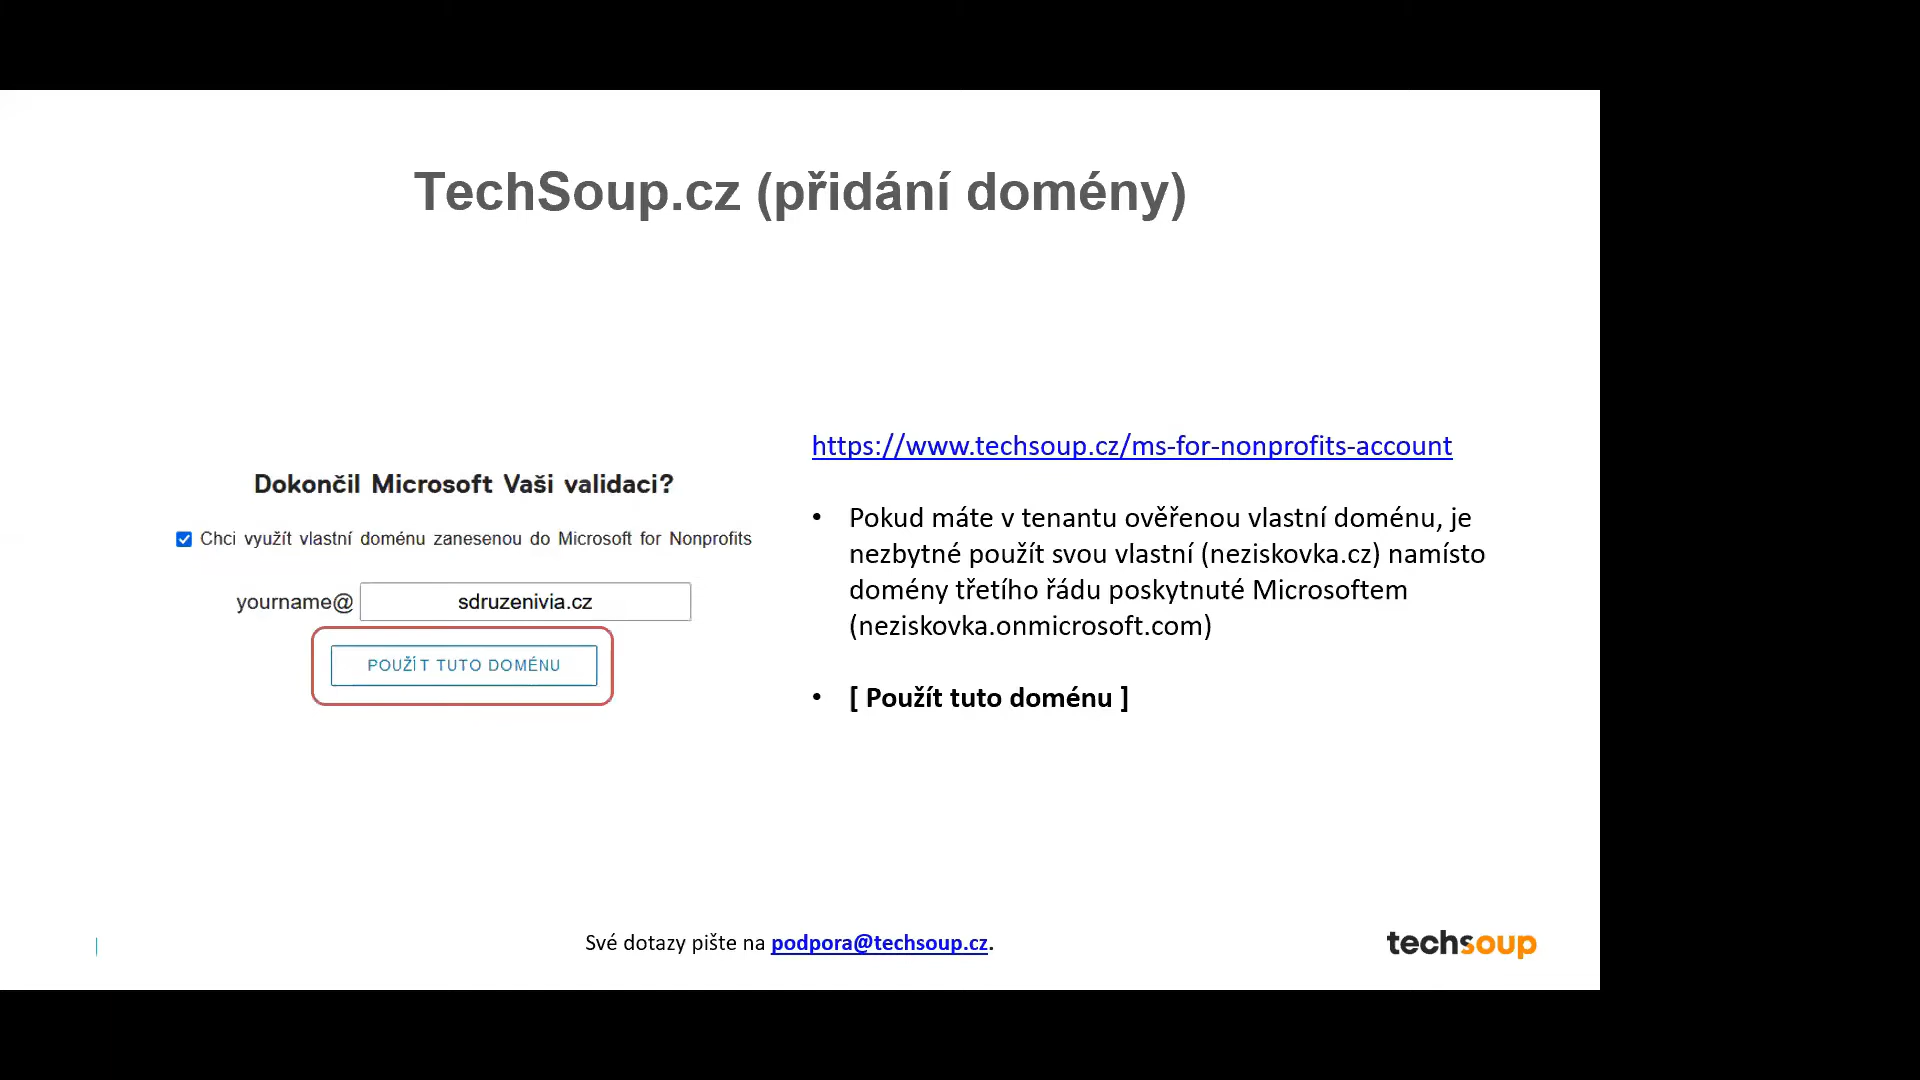 TechSoup.cz (přidání domény)
Dokončil Microsoft Vaši validaci?
Chci využít vlastní doménu zanesenou do Microsoft for Nonprofits
yourname@ sdruzenivia.cz
POUŽÍT TUTO DOMÉNU
https://www.techsoup.cz/ms-for-nonprofits-account
• Pokud máte v tenantu ověřenou vlastní doménu, je
nezbytné použít svou vlastní (neziskovka.cz) namísto
domény třetího řádu poskytnuté Microsoftem
(neziskovka.onmicrosoft.com)
• [ Použít tuto doménu ]
Své dotazy pište na podpora@techsoup.cz.
techsoup